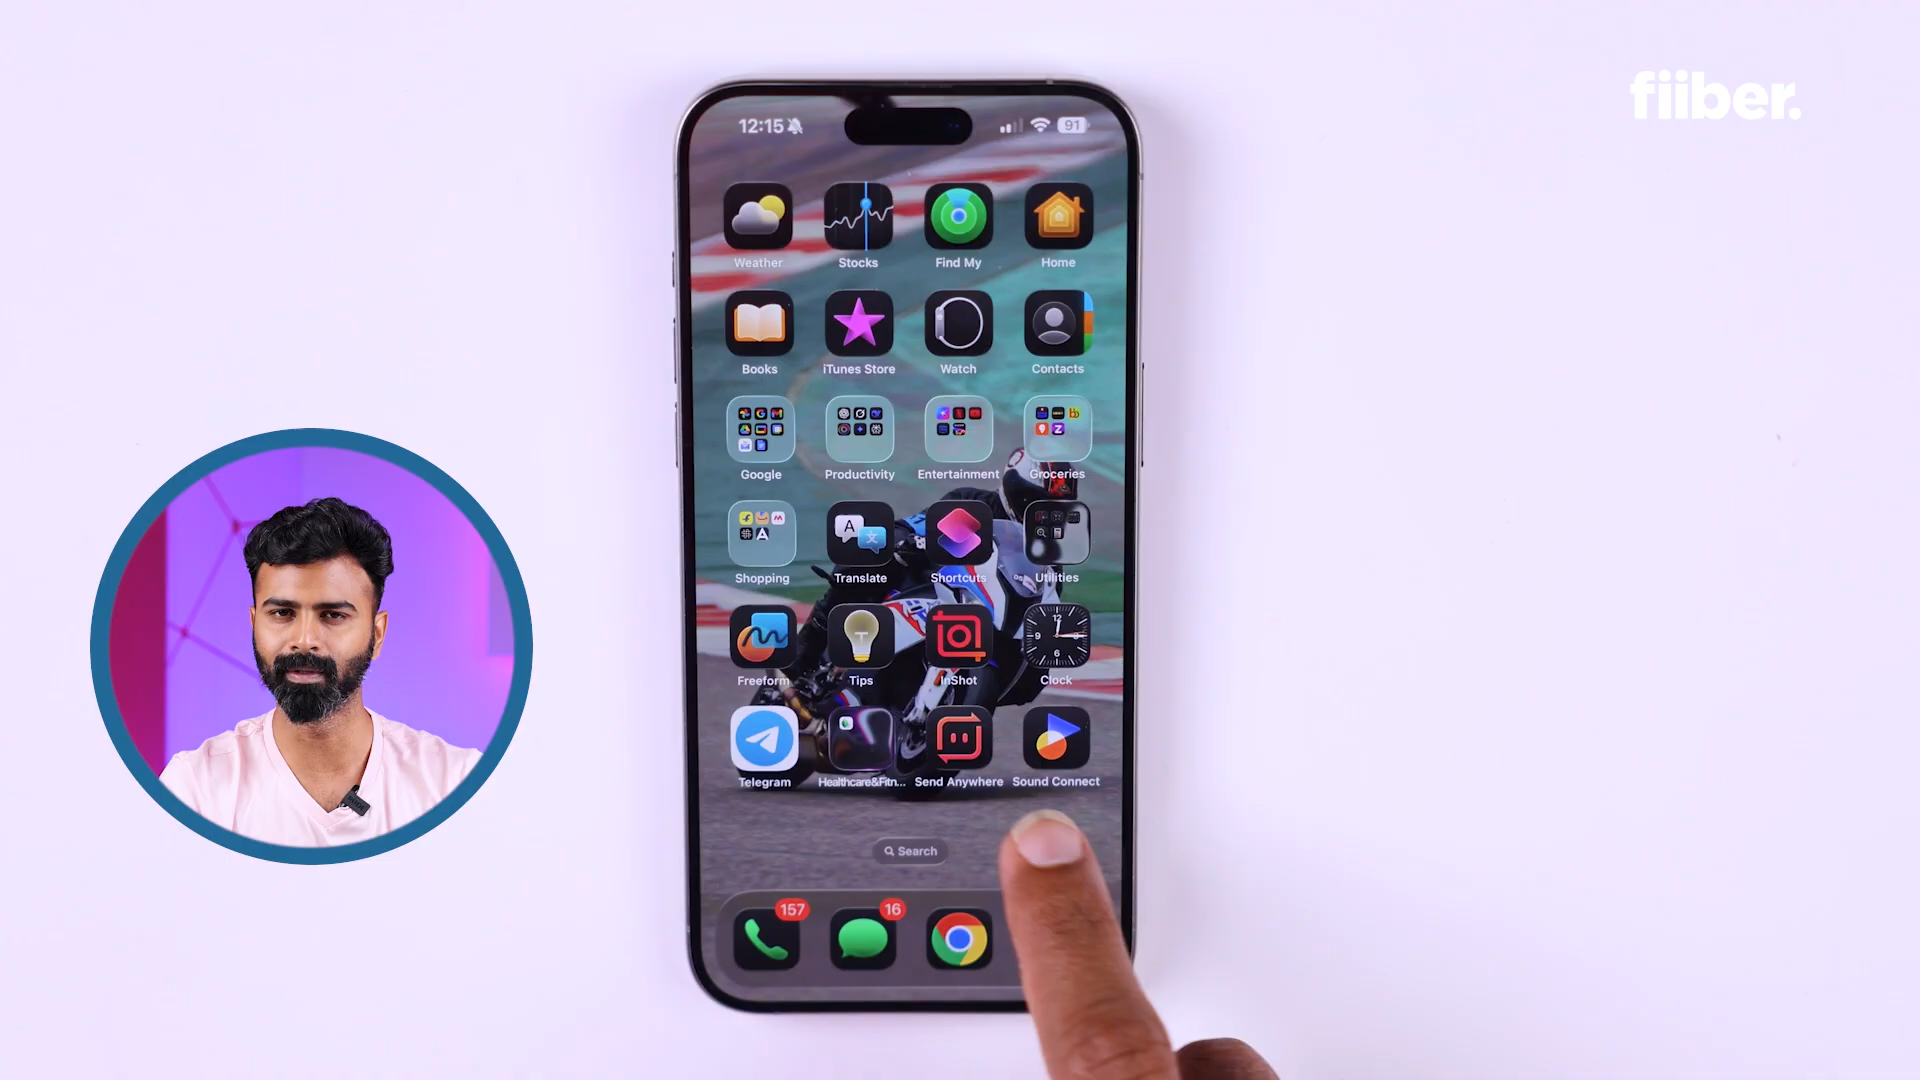 fiiber.
12:15 91
Weather Stocks Find My Home
Books iTunes Store Watch Contacts
Google Productivity Entertainment Groceries
Shopping Translate Shortcuts Utilities
Freeform Tips InShot Clock
Telegram Healthcare&Fitn... Send Anywhere Sound Connect
Search
157 16